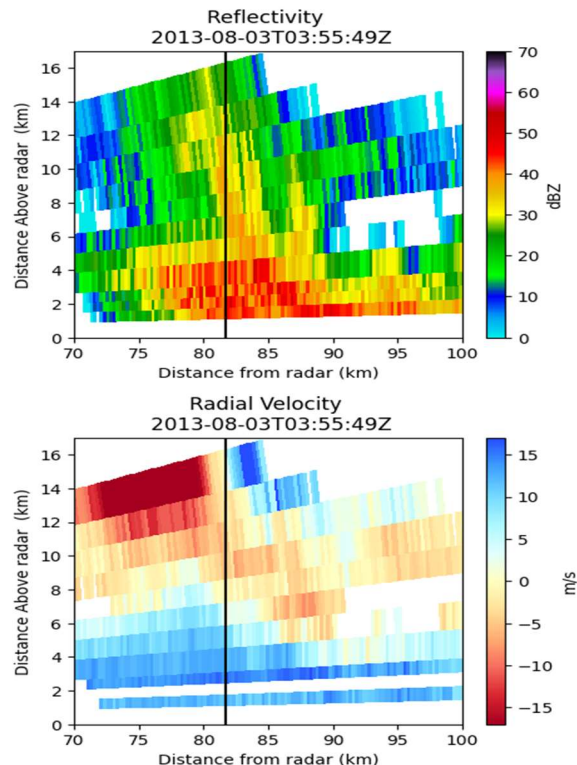 Reflectivity
2013-08-03T03:55:49Z
Distance Above radar (km)
16
14
12
10
8
6
4
2
0
70 75 80 85 90 95 100
Distance from radar (km)
70
60
50
40
30
20
10
0
dBZ
Radial Velocity
2013-08-03T03:55:49Z
Distance Above radar (km)
16
14
12
10
8
6
4
2
0
70 75 80 85 90 95 100
Distance from radar (km)
15
10
5
0
−5
−10
−15
m/s